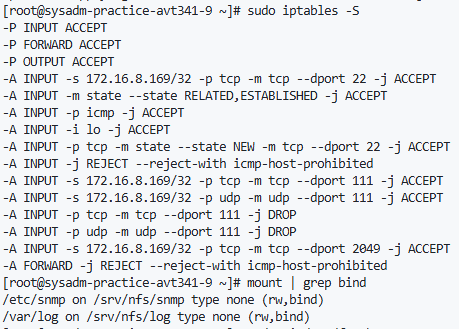 [root@sysadm-practice-avt341-9 ~]# sudo iptables -S
-P INPUT ACCEPT
-P FORWARD ACCEPT
-P OUTPUT ACCEPT
-A INPUT -s 172.16.8.169/32 -p tcp -m tcp --dport 22 -j ACCEPT
-A INPUT -m state --state RELATED,ESTABLISHED -j ACCEPT
-A INPUT -p icmp -j ACCEPT
-A INPUT -i lo -j ACCEPT
-A INPUT -p tcp -m state --state NEW -m tcp --dport 22 -j ACCEPT
-A INPUT -j REJECT --reject-with icmp-host-prohibited
-A INPUT -s 172.16.8.169/32 -p tcp -m tcp --dport 111 -j ACCEPT
-A INPUT -s 172.16.8.169/32 -p udp -m udp --dport 111 -j ACCEPT
-A INPUT -p tcp -m tcp --dport 111 -j DROP
-A INPUT -p udp -m udp --dport 111 -j DROP
-A INPUT -s 172.16.8.169/32 -p tcp -m tcp --dport 2049 -j ACCEPT
-A FORWARD -j REJECT --reject-with icmp-host-prohibited
[root@sysadm-practice-avt341-9 ~]# mount | grep bind
/etc/snmp on /srv/nfs/snmp type none (rw,bind)
/var/log on /srv/nfs/log type none (rw,bind)